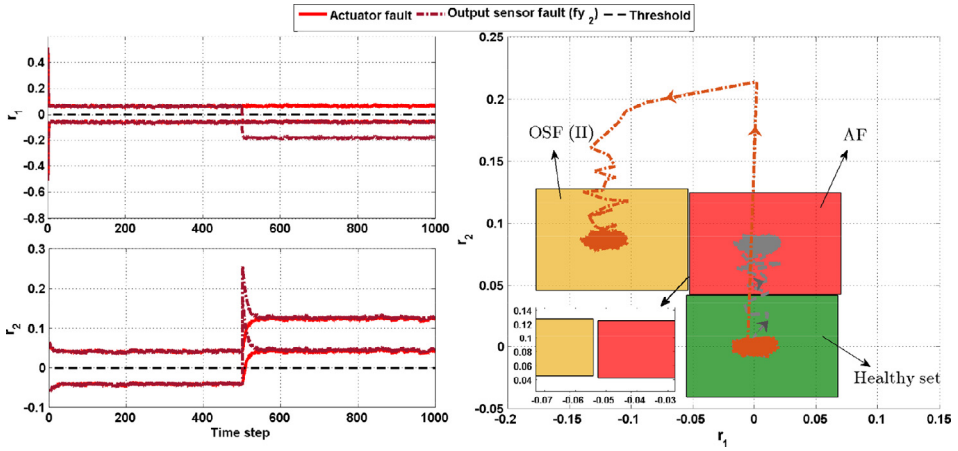 Actuator fault Output sensor fault (fy 2) Threshold
0.4
0.2
0
-0.2
-0.4
-0.6
-0.8
r1
0 200 400 600 800 1000
0.3
0.2
0.1
0
-0.1
r2
0 200 400 600 800 1000
Time step
0.25
0.2
0.15
0.1
0.05
0
-0.05
r2
-0.2 -0.15 -0.1 -0.05 0 0.05 0.1 0.15
r1
OSF (II)
AF
Healthy set
0.14
0.12
0.1
0.08
0.06
0.04
-0.07 -0.06 -0.05 -0.04 -0.03